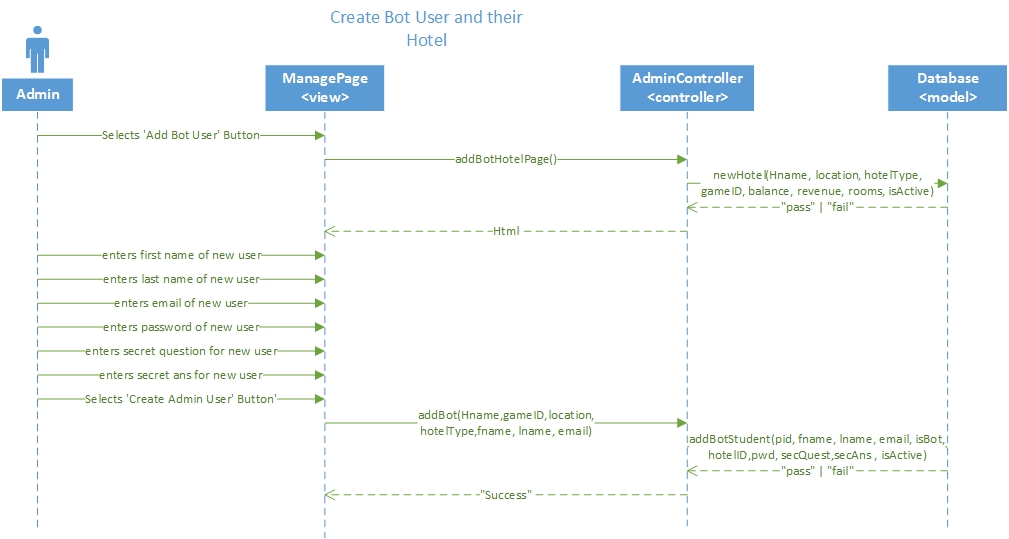 Create Bot User and their
Hotel
Admin
ManagePage
<view>
AdminController
<controller>
Database
<model>
Selects 'Add Bot User' Button
addBotHotelPage()
newHotel(Hname, location, hotelType,
gameID, balance, revenue, rooms, isActive)
"pass" | "fail"
Html
enters first name of new user
enters last name of new user
enters email of new user
enters password of new user
enters secret question for new user
enters secret ans for new user
Selects 'Create Admin User' Button'
addBot(Hname,gameID,location,
hotelType,fname, lname, email)
addBotStudent(pid, fname, lname, email, isBot,
hotelID,pwd, secQuest,secAns , isActive)
"pass" | "fail"
"Success"